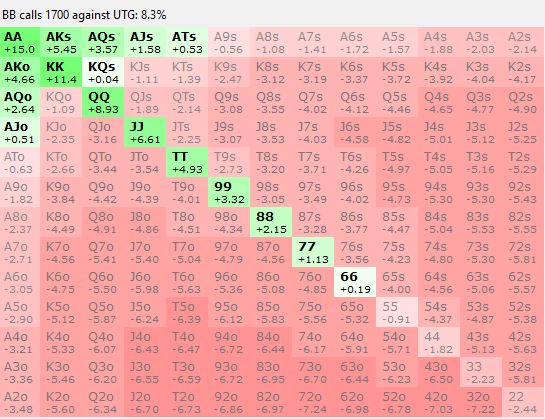 BB calls 1700 against UTG: 8.3%
AA AKs AQs AJs ATs A9s A8s A7s A6s A5s A4s A3s A2s
+15.0 +5.45 +3.57 +1.58 +0.53 -0.56 -1.08 -1.41 -1.72 -1.57 -1.88 -2.03 -2.14
AKo KK KQs KJs KTs K9s K8s K7s K6s K5s K4s K3s K2s
+4.66 +11.4 +0.04 -1.11 -1.39 -2.47 -3.12 -3.19 -3.37 -3.72 -3.92 -4.04 -4.17
AQo KQo QQ QJs QTs Q9s Q8s Q7s Q6s Q5s Q4s Q3s Q2s
+2.64 -1.09 +8.93 -1.89 -2.14 -3.08 -3.55 -4.02 -4.12 -4.46 -4.65 -4.77 -4.90
AJo KJo QJo JJ JTs J9s J8s J7s J6s J5s J4s J3s J2s
+0.51 -2.35 -3.16 +6.61 -2.25 -3.07 -3.53 -4.03 -4.58 -4.82 -5.01 -5.12 -5.25
ATo KTo QTo JTo TT T9s T8s T7s T6s T5s T4s T3s T2s
-0.63 -2.66 -3.44 -3.54 +4.93 -2.73 -3.20 -3.71 -4.26 -4.97 -5.05 -5.16 -5.29
A9o K9o Q9o J9o T9o 99 98s 97s 96s 95s 94s 93s 92s
-1.82 -3.84 -4.42 -4.39 -4.01 +3.32 -3.05 -3.49 -4.02 -4.73 -5.30 -5.30 -5.43
A8o K8o Q8o J8o T8o 98o 88 87s 86s 85s 84s 83s 82s
-2.37 -4.49 -4.91 -4.86 -4.51 -4.34 +2.15 -3.28 -3.77 -4.47 -5.04 -5.53 -5.55
A7o K7o Q7o J7o T7o 97o 87o 77 76s 75s 74s 73s 72s
-2.71 -4.56 -5.41 -5.40 -5.04 -4.79 -4.56 +1.13 -3.56 -4.23 -4.80 -5.30 -5.81
A6o K6o Q6o J6o T6o 96o 86o 76o 66 65s 64s 63s 62s
-3.05 -4.75 -5.50 -5.98 -5.63 -5.36 -5.08 -4.85 +0.19 -4.00 -4.56 -5.06 -5.57
A5o K5o Q5o J5o T5o 95o 85o 75o 65o 55 54s 53s 52s
-2.90 -5.12 -5.87 -6.24 -6.39 -6.12 -5.83 -5.56 -5.32 -0.91 -4.37 -4.87 -5.38
A4o K4o Q4o J4o T4o 94o 84o 74o 64o 54o 44 43s 42s
-3.21 -5.33 -6.07 -6.43 -6.47 -6.72 -6.44 -6.17 -5.91 -5.71 -1.82 -5.13 -5.63
A3o K3o Q3o J3o T3o 93o 83o 73o 63o 53o 43o 33 32s
-3.36 -5.46 -6.20 -6.55 -6.59 -6.72 -6.95 -6.70 -6.44 -6.23 -6.50 -2.23 -5.81
A2o K2o Q2o J2o T2o 92o 82o 72o 62o 52o 42o 32o 22
-3.48 -5.60 -6.34 -6.70 -6.73 -6.86 -6.97 -7.24 -6.98 -6.78 -7.03 -7.22 -2.44